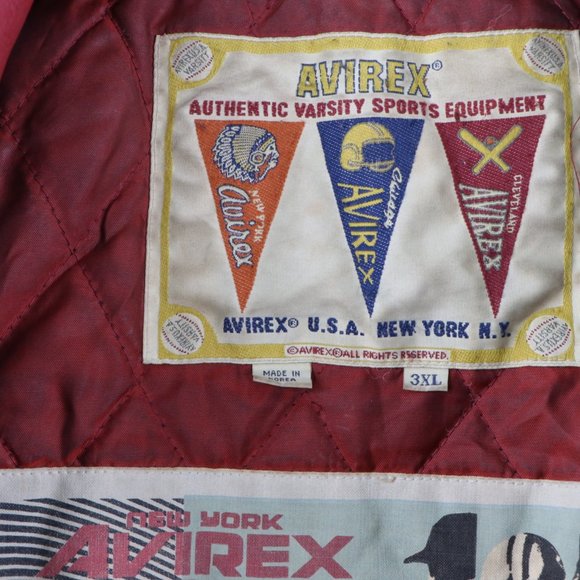 AVIREX®
AUTHENTIC VARSITY SPORTS EQUIPMENT
NEW YORK
Avirex
Chicago
AVIREX
CLEVELAND
AVIREX
AVIREX® U.S.A. NEW YORK N.Y.
©AVIREX®ALL RIGHTS RESERVED.
MADE IN
KOREA
3XL
NEW YORK
AVIREX